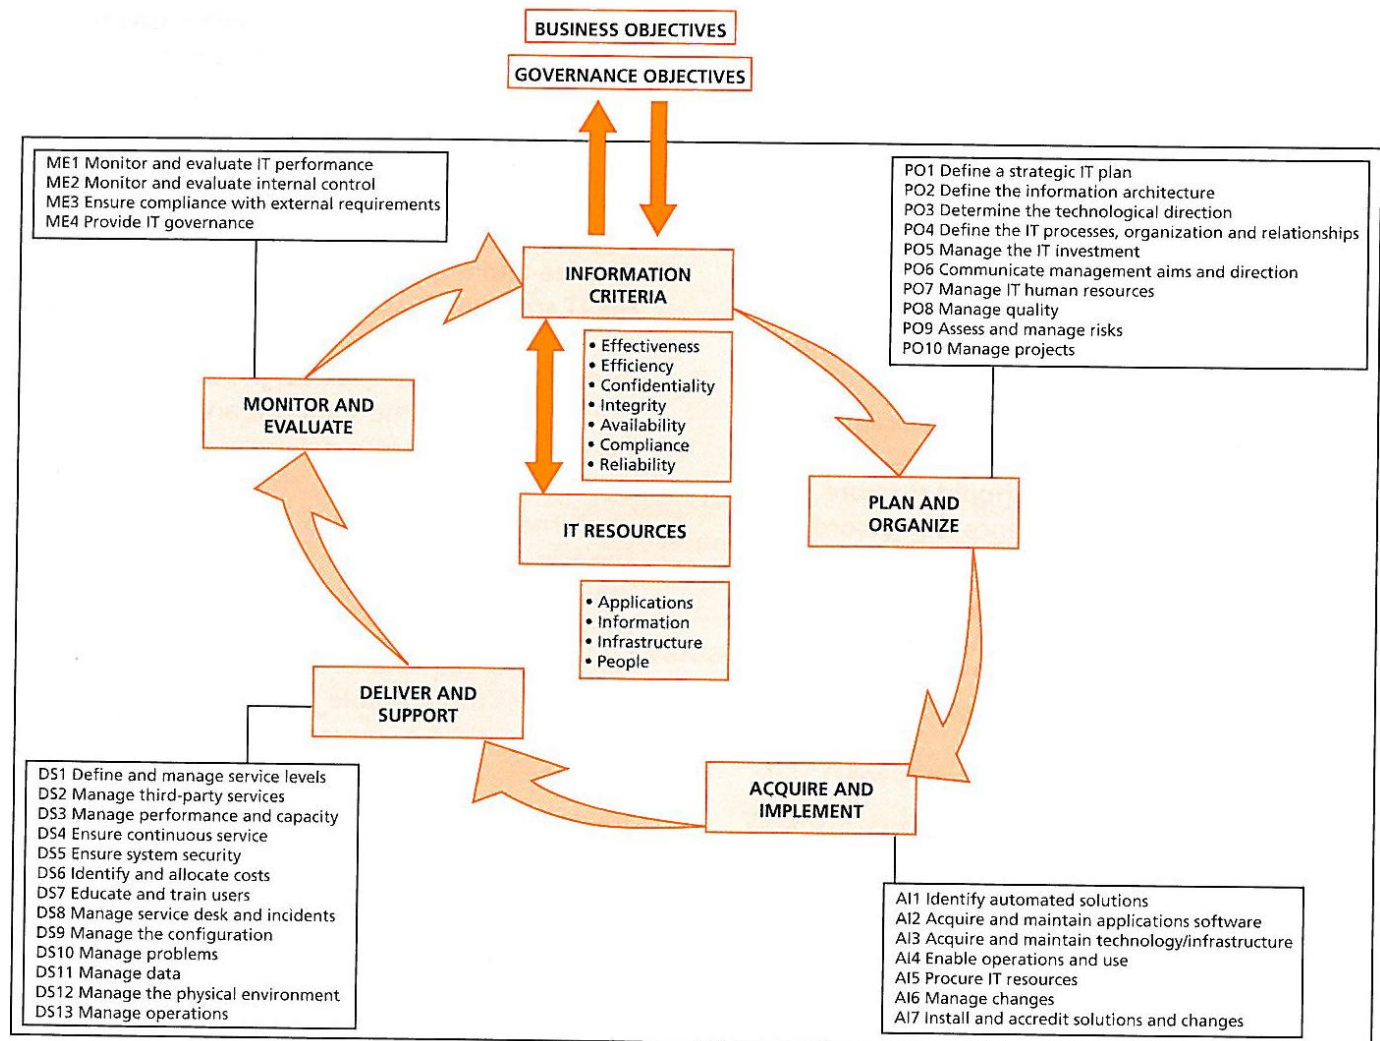 BUSINESS OBJECTIVES
GOVERNANCE OBJECTIVES
ME1 Monitor and evaluate IT performance
ME2 Monitor and evaluate internal control
ME3 Ensure compliance with external requirements
ME4 Provide IT governance
PO1 Define a strategic IT plan
PO2 Define the information architecture
PO3 Determine the technological direction
PO4 Define the IT processes, organization and relationships
PO5 Manage the IT investment
PO6 Communicate management aims and direction
PO7 Manage IT human resources
PO8 Manage quality
PO9 Assess and manage risks
PO10 Manage projects
INFORMATION
CRITERIA
• Effectiveness
• Efficiency
• Confidentiality
• Integrity
• Availability
• Compliance
• Reliability
MONITOR AND
EVALUATE
PLAN AND
ORGANIZE
IT RESOURCES
• Applications
• Information
• Infrastructure
• People
DELIVER AND
SUPPORT
ACQUIRE AND
IMPLEMENT
DS1 Define and manage service levels
DS2 Manage third-party services
DS3 Manage performance and capacity
DS4 Ensure continuous service
DS5 Ensure system security
DS6 Identify and allocate costs
DS7 Educate and train users
DS8 Manage service desk and incidents
DS9 Manage the configuration
DS10 Manage problems
DS11 Manage data
DS12 Manage the physical environment
DS13 Manage operations
AI1 Identify automated solutions
AI2 Acquire and maintain applications software
AI3 Acquire and maintain technology/infrastructure
AI4 Enable operations and use
AI5 Procure IT resources
AI6 Manage changes
AI7 Install and accredit solutions and changes